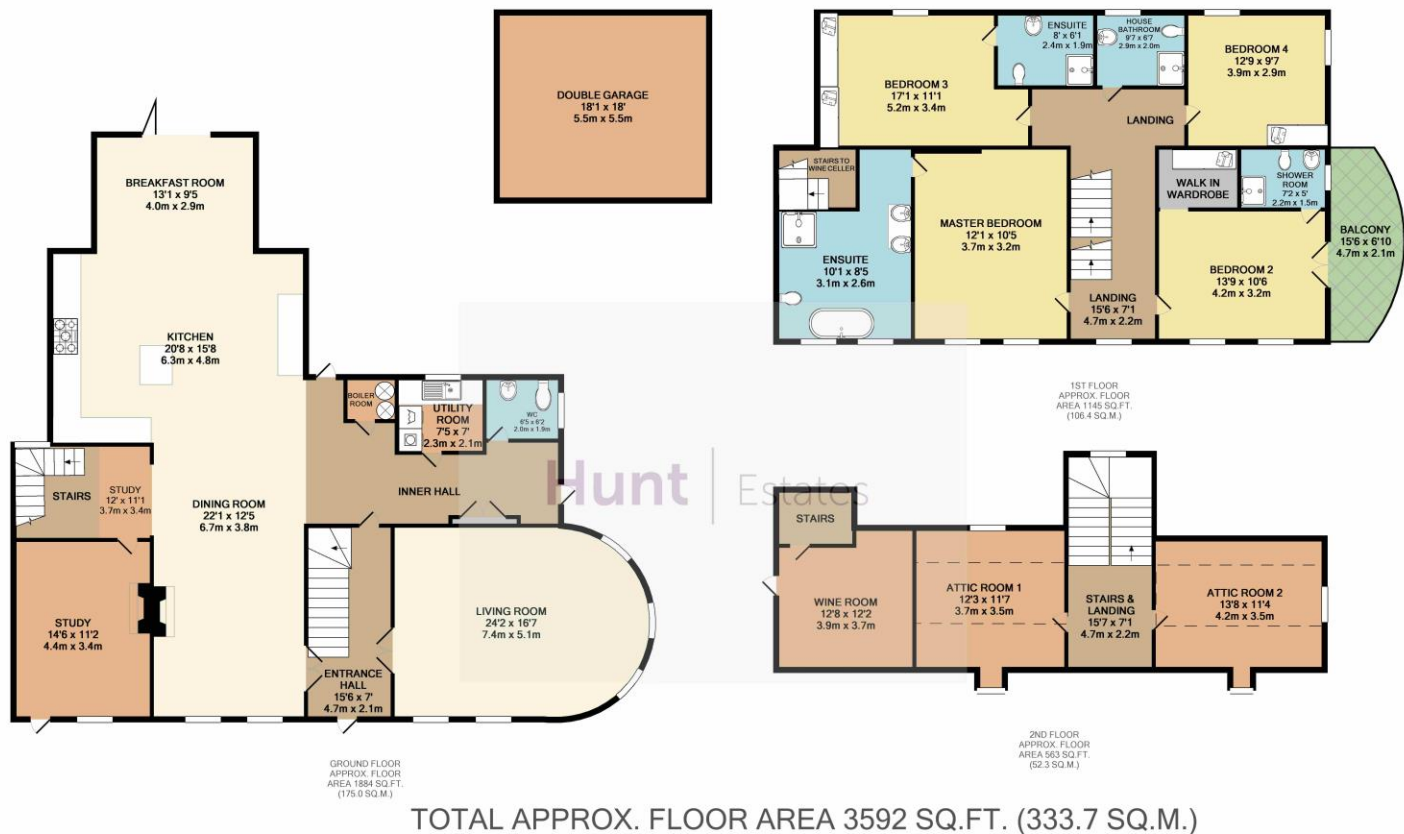 DOUBLE GARAGE
18'1 x 18'
5.5m x 5.5m
BREAKFAST ROOM
13'1 x 9'5
4.0m x 2.9m
KITCHEN
20'8 x 15'8
6.3m x 4.8m
BOILER
ROOM
UTILITY
ROOM
7'5 x 7'
2.3m x 2.1m
WC
6'5 x 6'2
2.0m x 1.9m
STAIRS
STUDY
12' x 11'1
3.7m x 3.4m
DINING ROOM
22'1 x 12'5
6.7m x 3.8m
INNER HALL
STUDY
14'6 x 11'2
4.4m x 3.4m
LIVING ROOM
24'2 x 16'7
7.4m x 5.1m
ENTRANCE
HALL
15'6 x 7'
4.7m x 2.1m
GROUND FLOOR
APPROX. FLOOR
AREA 1884 SQ.FT.
(175.0 SQ.M.)
BEDROOM 3
17'1 x 11'1
5.2m x 3.4m
ENSUITE
8' x 6'1
2.4m x 1.9m
HOUSE
BATHROOM
9'7 x 6'7
2.9m x 2.0m
BEDROOM 4
12'9 x 9'7
3.9m x 2.9m
LANDING
STAIRS TO
WINE CELLER
MASTER BEDROOM
12'1 x 10'5
3.7m x 3.2m
WALK IN
WARDROBE
SHOWER
ROOM
7'2 x 5'
2.2m x 1.5m
BALCONY
15'6 x 6'10
4.7m x 2.1m
ENSUITE
10'1 x 8'5
3.1m x 2.6m
BEDROOM 2
13'9 x 10'6
4.2m x 3.2m
LANDING
15'6 x 7'1
4.7m x 2.2m
1ST FLOOR
APPROX. FLOOR
AREA 1145 SQ.FT.
(106.4 SQ.M.)
Hunt | Estates
STAIRS
WINE ROOM
12'8 x 12'2
3.9m x 3.7m
ATTIC ROOM 1
12'3 x 11'7
3.7m x 3.5m
STAIRS &
LANDING
15'7 x 7'1
4.7m x 2.2m
ATTIC ROOM 2
13'8 x 11'4
4.2m x 3.5m
2ND FLOOR
APPROX. FLOOR
AREA 563 SQ.FT.
(52.3 SQ.M.)
TOTAL APPROX. FLOOR AREA 3592 SQ.FT. (333.7 SQ.M.)